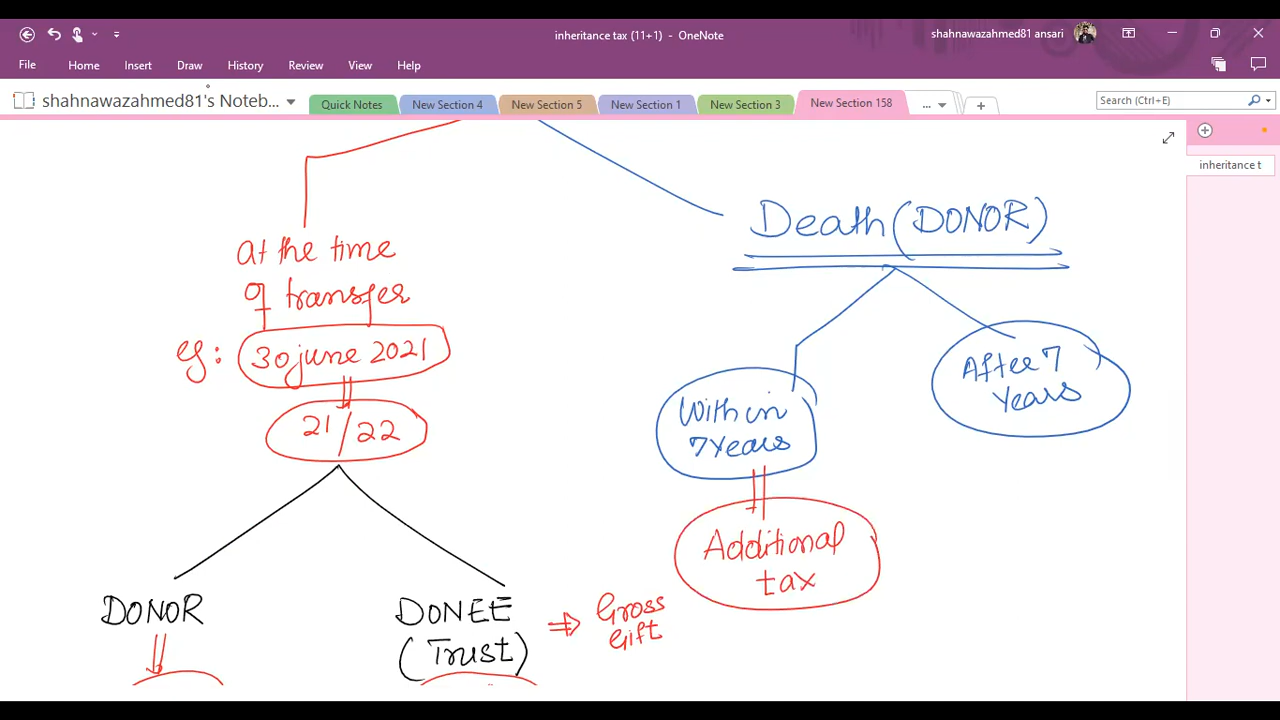 inheritance tax (11+1) - OneNote
shahnawazahmed81 ansari
File Home Insert Draw History Review View Help
shahnawazahmed81's Noteb...
Quick Notes
New Section 4
New Section 5
New Section 1
New Section 3
New Section 158
...
Search (Ctrl+E)
inheritance t
At the time
of transfer
eg: 30 june 2021
21/22
DONOR
DONEE
(Trust)
⇒ Gross
Gift
Death (DONOR)
Within
7 Years
After 7
Years
Additional
tax